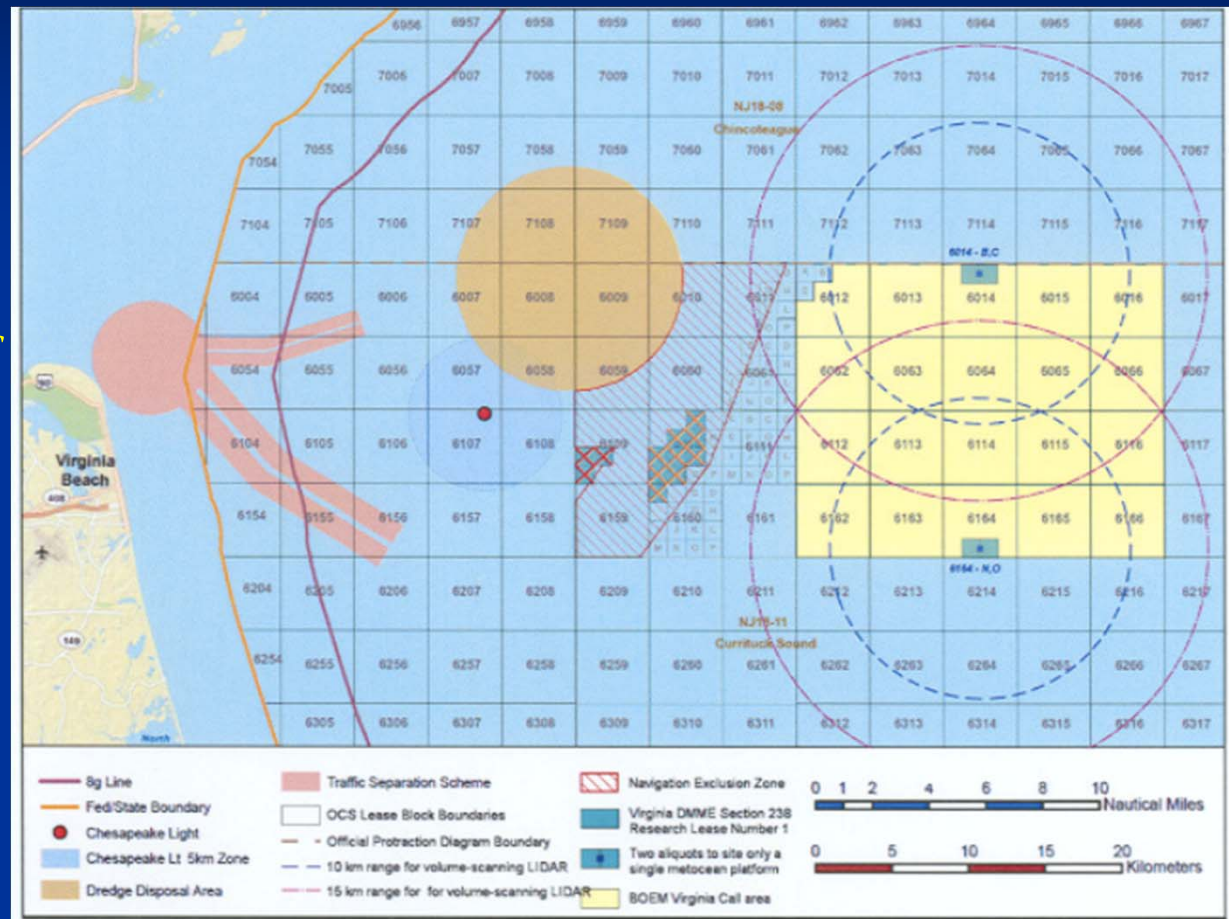 6956 6957 6958 6959 6960 6961 6962 6963 6964 6965 6966 6967
7005 7006 7007 7008 7009 7010 7011 7012 7013 7014 7015 7016 7017
NJ18-08
Chincoteague
7054 7055 7056 7057 7058 7059 7060 7061 7062 7063 7064 7065 7066 7067
7104 7105 7106 7107 7108 7109 7110 7112 7113 7114 7115 7116 7117
6014 - B,C
6004 6005 6006 6007 6008 6009 6010 6011 6012 6013 6014 6015 6016 6017
6054 6055 6056 6057 6058 6059 6060 6061 6062 6063 6064 6065 6066 6067
6104 6105 6106 6107 6108 6109 6111 6112 6113 6114 6115 6116 6117
Virginia
Beach
408
6154 6155 6156 6157 6158 6159 6160 6161 6162 6163 6164 6165 6166 6167
M N O P
6164 - N,O
6204 6205 6206 6207 6208 6209 6210 6211 6212 6213 6214 6215 6216 6217
NJ18-11
Currituck Sound
149
6254 6255 6256 6257 6258 6259 6260 6261 6262 6263 6264 6265 6266 6267
6305 6306 6307 6308 6309 6310 6311 6312 6313 6314 6315 6316 6317
North
8g Line
Fed/State Boundary
Chesapeake Light
Chesapeake Lt 5km Zone
Dredge Disposal Area
Traffic Separation Scheme
OCS Lease Block Boundaries
Official Protraction Diagram Boundary
10 km range for volume-scanning LIDAR
15 km range for for volume-scanning LIDAR
Navigation Exclusion Zone
Virginia DMME Section 238
Research Lease Number 1
Two aliquots to site only a
single metocean platform
BOEM Virginia Call area
0 1 2 4 6 8 10
Nautical Miles
0 5 10 15 20
Kilometers